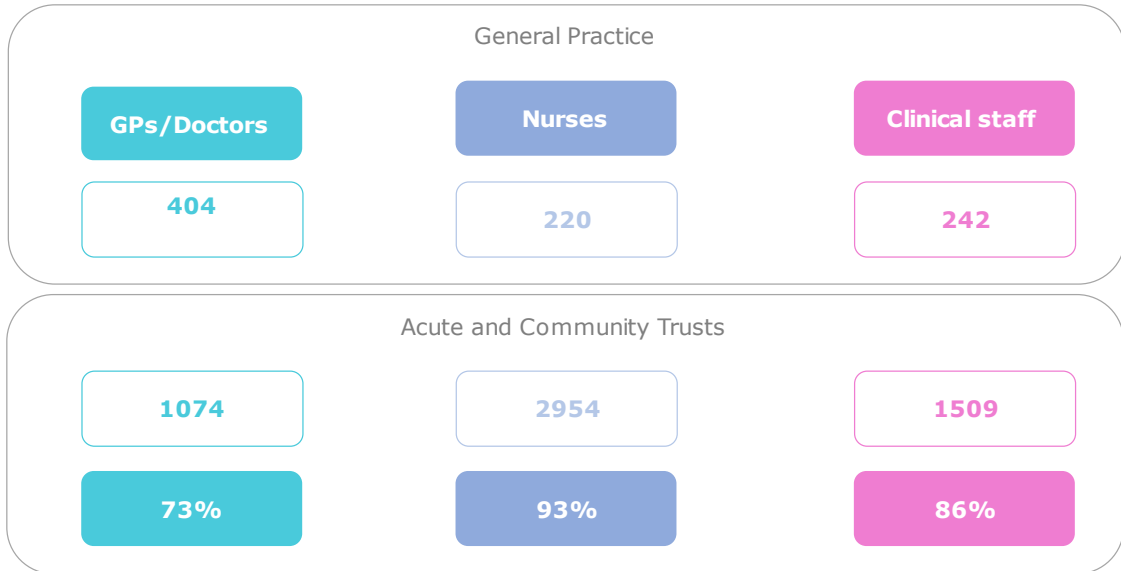 General Practice
GPs/Doctors
Nurses
Clinical staff
404
220
242
Acute and Community Trusts
1074
2954
1509
73%
93%
86%